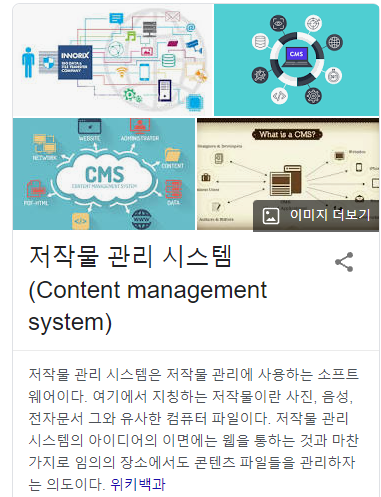 INNORIX
BIG DATA & FILE TRANSFER COMPANY
CMS
WEBSITE
ADMINISTRATOR
NETWORK
CONTENT
CMS
CONTENT MANAGEMENT SYSTEM
PDF-HTML
DATA
What is a CMS?
Designers & Developers
Websites
Authors & Editors
이미지 더보기
저작물 관리 시스템
(Content management
system)
저작물 관리 시스템은 저작물 관리에 사용하는 소프트
웨어이다. 여기에서 지칭하는 저작물이란 사진, 음성,
전자문서 그와 유사한 컴퓨터 파일이다. 저작물 관리
시스템의 아이디어의 이면에는 웹을 통하는 것과 마찬
가지로 임의의 장소에서도 콘텐츠 파일들을 관리하자
는 의도이다. 위키백과